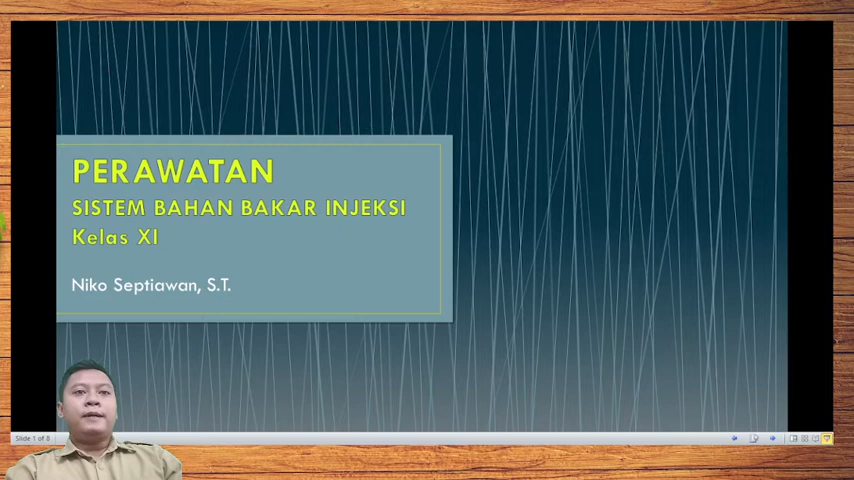 PERAWATAN
SISTEM BAHAN BAKAR INJEKSI
Kelas XI
Niko Septiawan, S.T.
Slide 1 of 8